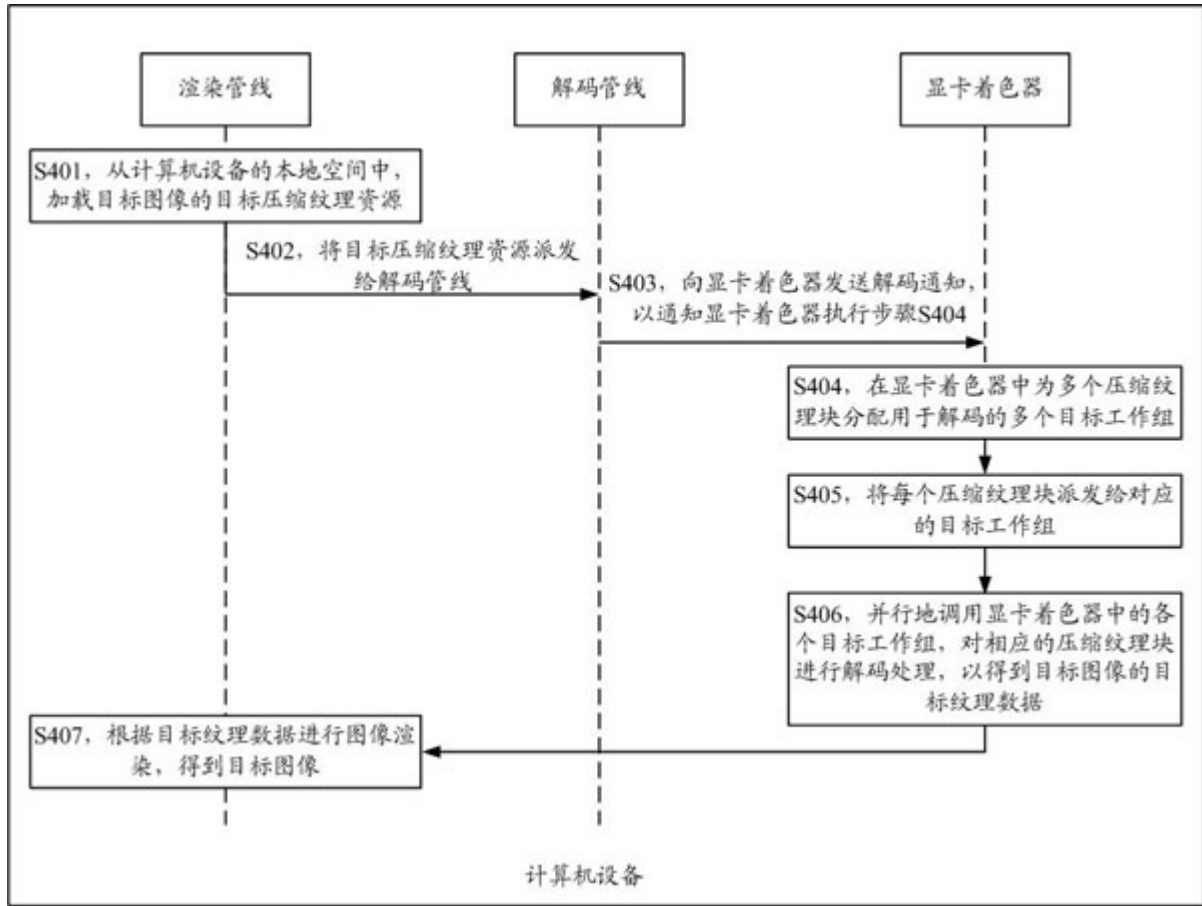 渲染管线
解码管线
显卡着色器
S401，从计算机设备的本地空间中，
加载目标图像的目标压缩纹理资源
S402，将目标压缩纹理资源派发
给解码管线
S403，向显卡着色器发送解码通知，
以通知显卡着色器执行步骤S404
S404，在显卡着色器中为多个压缩纹
理块分配用于解码的多个目标工作组
S405，将每个压缩纹理块派发给对应
的目标工作组
S406，并行地调用显卡着色器中的各
个目标工作组，对相应的压缩纹理块
进行解码处理，以得到目标图像的目
标纹理数据
S407，根据目标纹理数据进行图像渲
染，得到目标图像
计算机设备